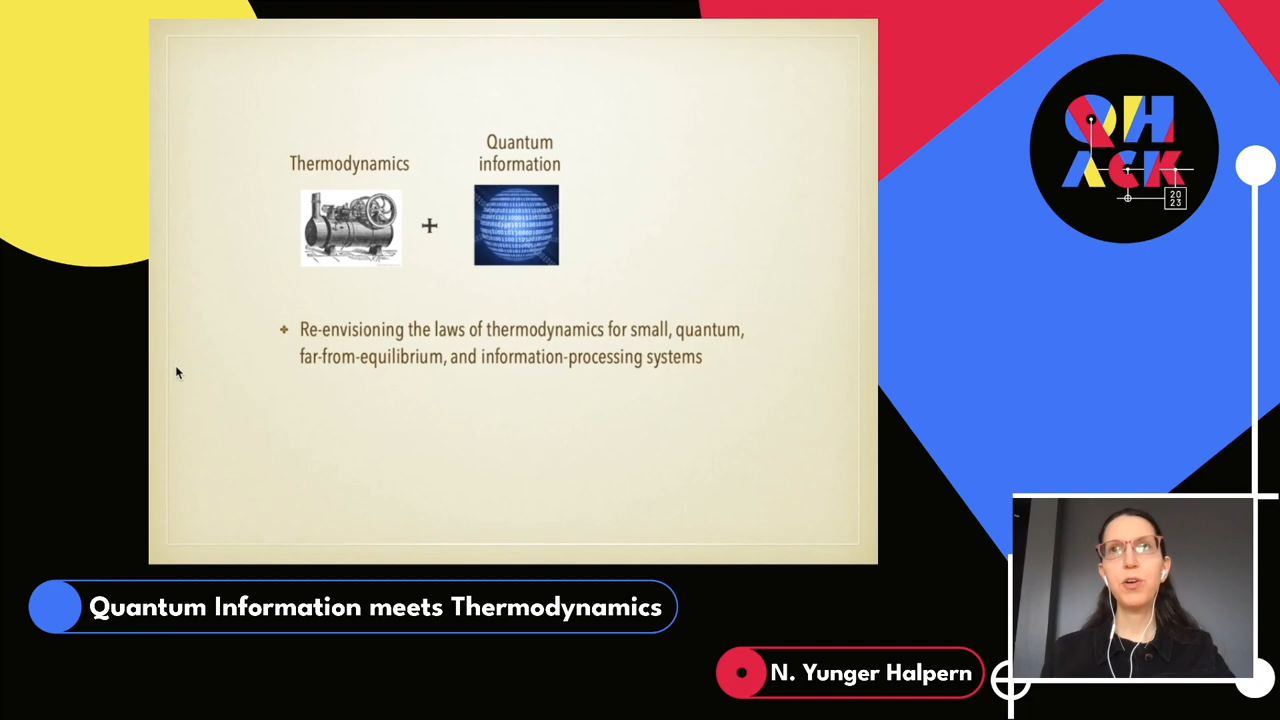 Quantum
information
Thermodynamics
+
Re-envisioning the laws of thermodynamics for small, quantum,
far-from-equilibrium, and information-processing systems
QH
ACK
20
23
Quantum Information meets Thermodynamics
N. Yunger Halpern